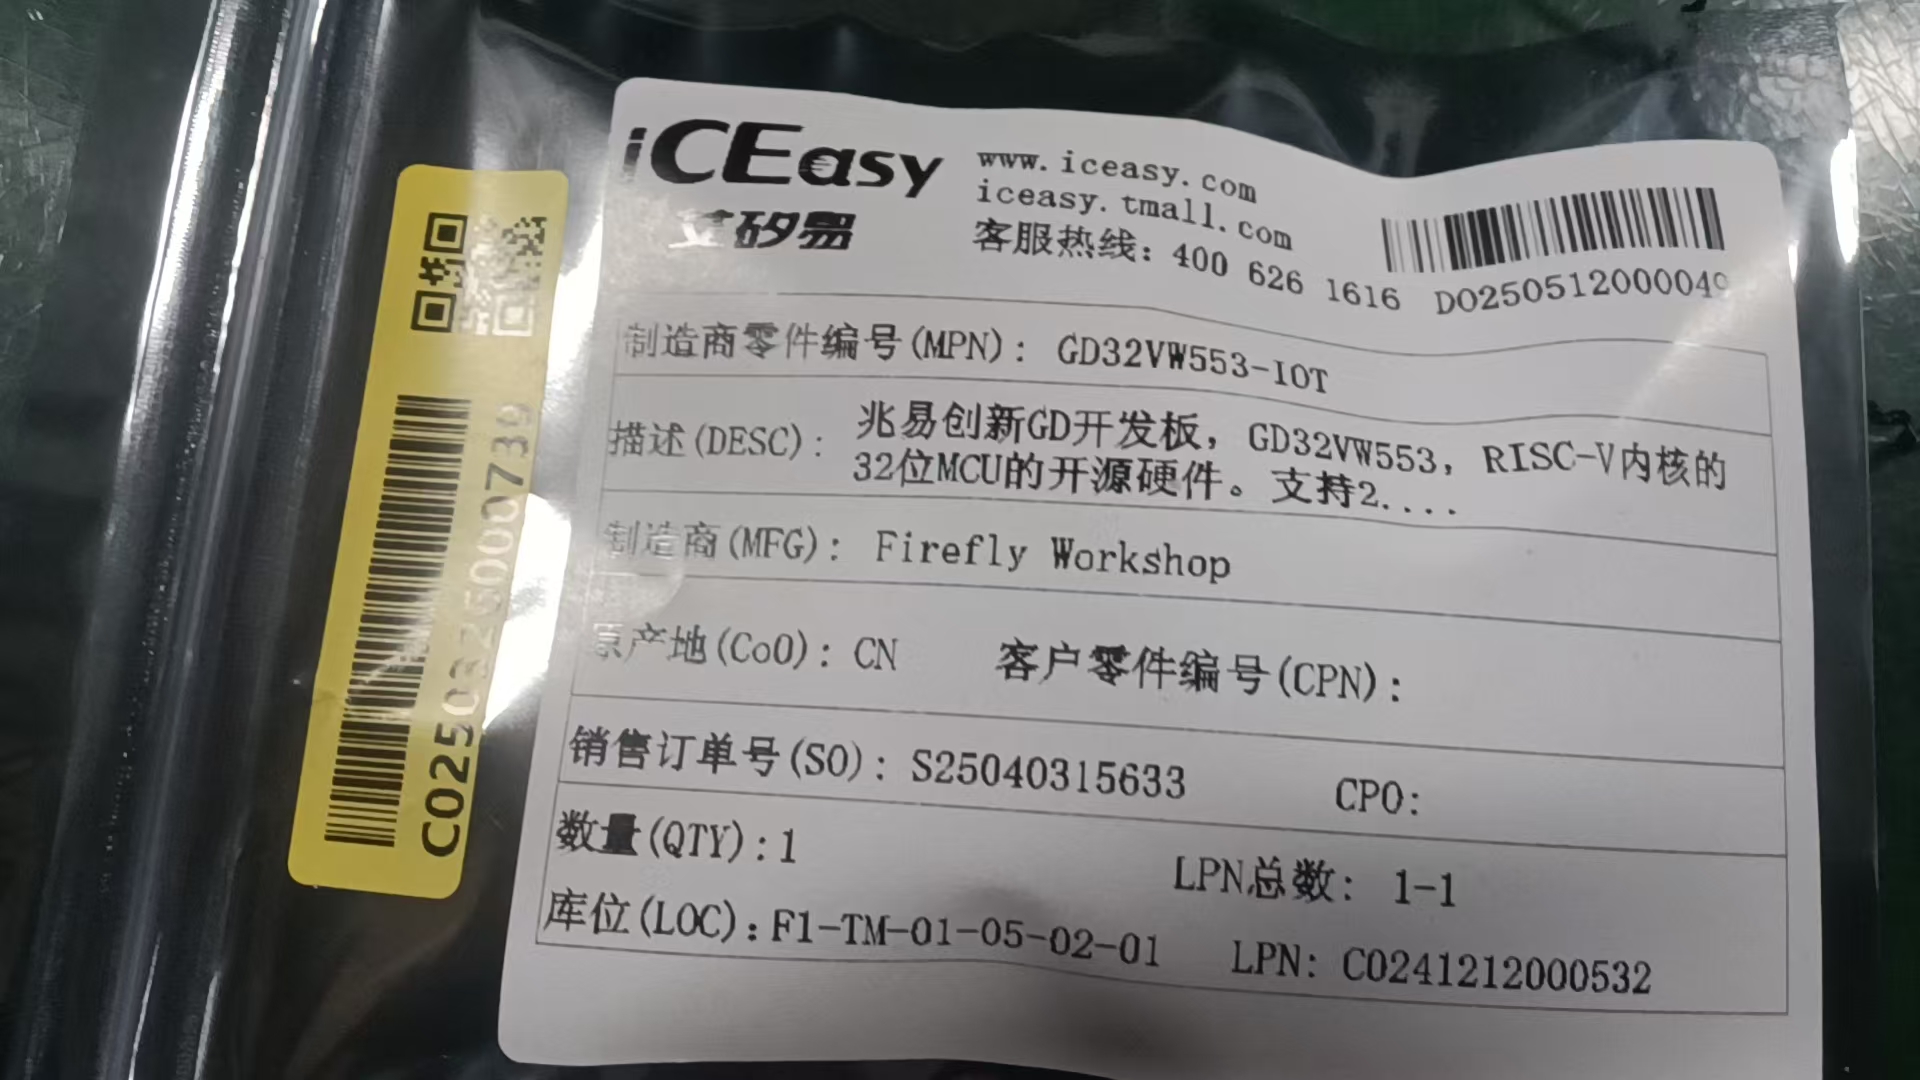 iCEasy
矽易
www.iceasy.com
iceasy.tmall.com
客服热线: 400 626 1616
制造商零件编号(MPN): GD32VW553-IOT
描述(DESC): 兆易创新GD开发板, GD32VW553, RISC-V内核的
32位MCU的开源硬件。支持2....
制造商(MFG): Firefly Workshop
原产地(CoO): CN 客户零件编号(CPN):
销售订单号(SO): S25040315633 CPO:
数量(QTY):1 LPN总数: 1-1
库位(LOC):F1-TM-01-05-02-01 LPN: C0241212000532